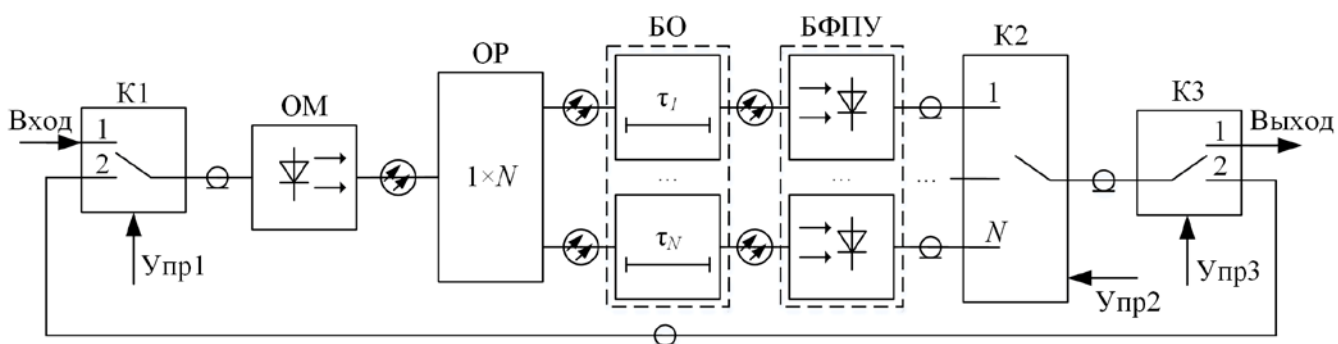 БО
БФПУ
ОР
К2
К1
ОМ
К3
Вход
1
2
1×N
τ1
τN
...
...
...
1
N
1
2
Выход
Упр1
Упр2
Упр3